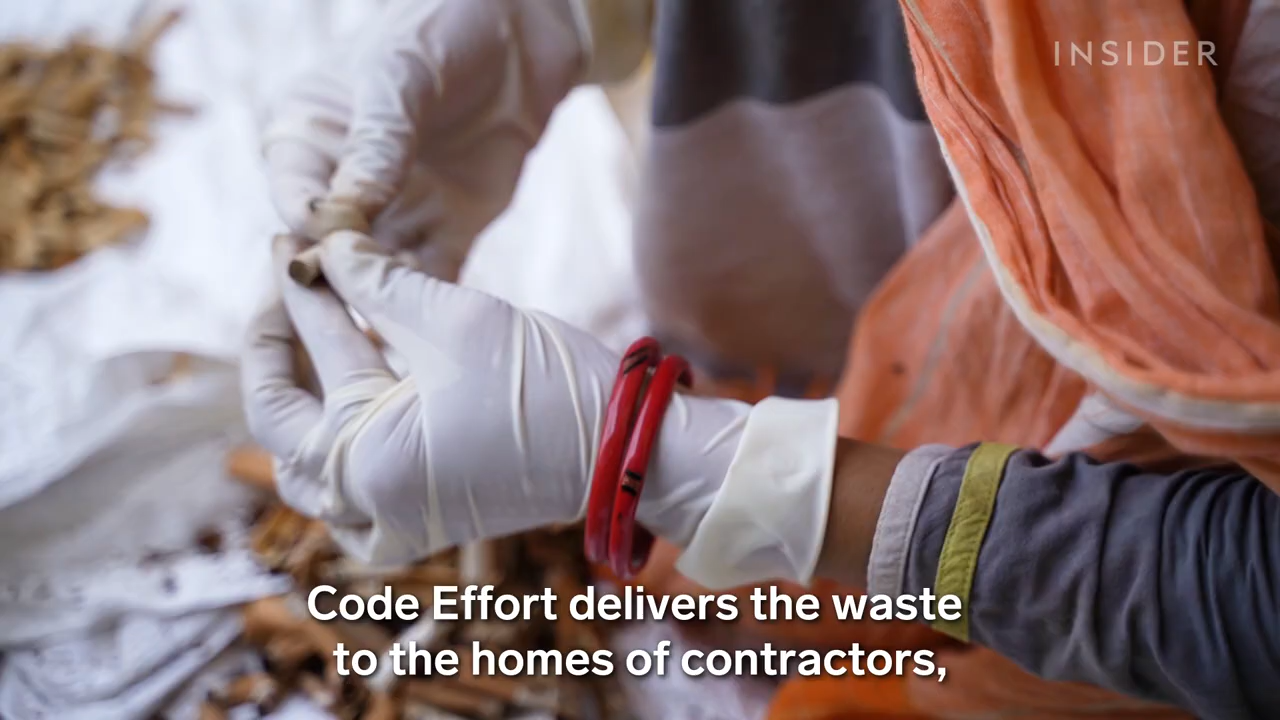 INSIDER
Code Effort delivers the waste
to the homes of contractors,